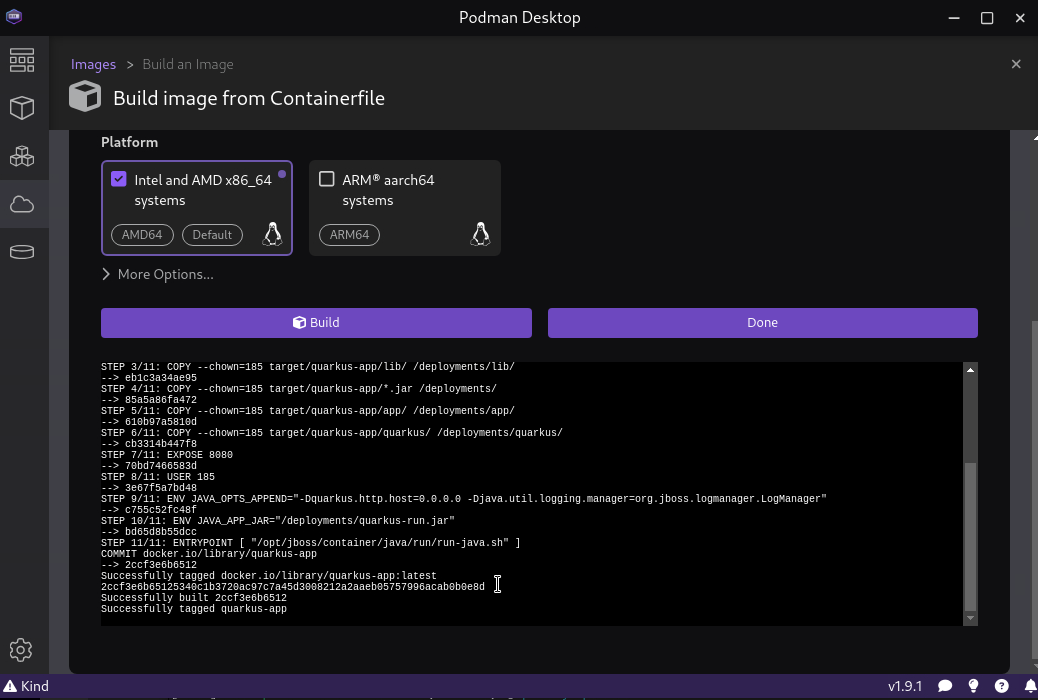 Podman Desktop
Images > Build an Image
Build image from Containerfile
Platform
Intel and AMD x86_64 systems
AMD64 Default
ARM® aarch64 systems
ARM64
More Options...
Build
Done
STEP 3/11: COPY --chown=185 target/quarkus-app/lib/ /deployments/lib/
--> eb1c3a34ae95
STEP 4/11: COPY --chown=185 target/quarkus-app/*.jar /deployments/
--> 85a5a86fa472
STEP 5/11: COPY --chown=185 target/quarkus-app/app/ /deployments/app/
--> 610b97a5810d
STEP 6/11: COPY --chown=185 target/quarkus-app/quarkus/ /deployments/quarkus/
--> cb3314b447f8
STEP 7/11: EXPOSE 8080
--> 70bd7466583d
STEP 8/11: USER 185
--> 3e67f5a7bd48
STEP 9/11: ENV JAVA_OPTS_APPEND="-Dquarkus.http.host=0.0.0.0 -Djava.util.logging.manager=org.jboss.logmanager.LogManager"
--> c755c52fc48f
STEP 10/11: ENV JAVA_APP_JAR="/deployments/quarkus-run.jar"
--> bd65d8b55dcc
STEP 11/11: ENTRYPOINT [ "/opt/jboss/container/java/run/run-java.sh" ]
COMMIT docker.io/library/quarkus-app
--> 2ccf3e6b6512
Successfully tagged docker.io/library/quarkus-app:latest
2ccf3e6b65125340c1b3720ac97c7a45d3008212a2aaeb05757996acab0b0e8d
Successfully built 2ccf3e6b6512
Successfully tagged quarkus-app
Kind
v1.9.1